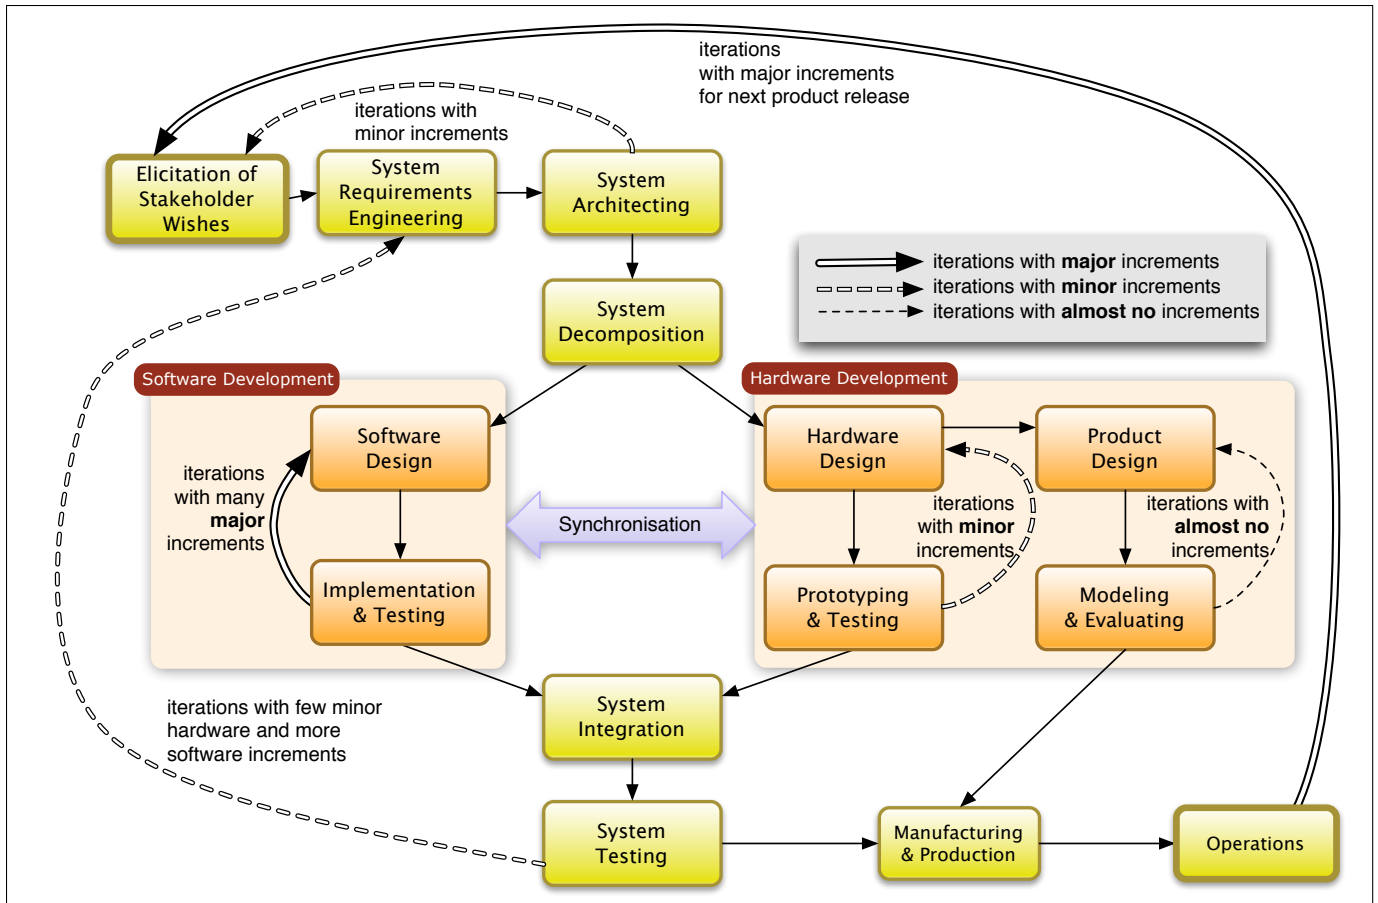 iterations
with major increments
for next product release
iterations with
minor increments
Elicitation of
Stakeholder
Wishes
System
Requirements
Engineering
System
Architecting
iterations with major increments
iterations with minor increments
iterations with almost no increments
System
Decomposition
Software Development
Hardware Development
Software
Design
Hardware
Design
Product
Design
iterations
with many
major
increments
Synchronisation
iterations
with minor
increments
iterations with
almost no
increments
Implementation
& Testing
Prototyping
& Testing
Modeling
& Evaluating
iterations with few minor
hardware and more
software increments
System
Integration
System
Testing
Manufacturing
& Production
Operations